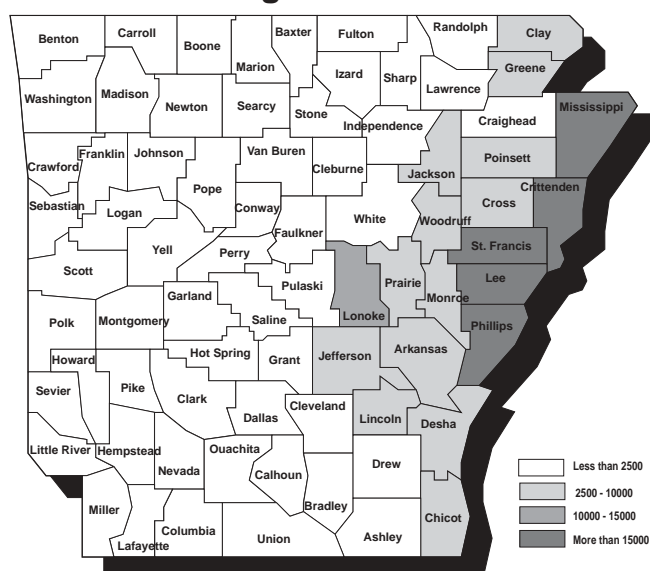 Benton
Carroll
Boone
Marion
Baxter
Fulton
Randolph
Clay
Greene
Izard
Sharp
Lawrence
Washington
Madison
Newton
Searcy
Stone
Independence
Craighead
Mississippi
Crawford
Franklin
Johnson
Pope
Van Buren
Cleburne
Jackson
Poinsett
Crittenden
Cross
Sebastian
Logan
Conway
White
Woodruff
St. Francis
Faulkner
Yell
Perry
Scott
Pulaski
Lonoke
Prairie
Monroe
Lee
Garland
Saline
Polk
Montgomery
Phillips
Hot Spring
Grant
Jefferson
Arkansas
Howard
Pike
Clark
Sevier
Dallas
Cleveland
Lincoln
Desha
Little River
Hempstead
Nevada
Ouachita
Calhoun
Drew
Bradley
Miller
Lafayette
Columbia
Union
Ashley
Chicot
Less than 2500
2500 - 10000
10000 - 15000
More than 15000